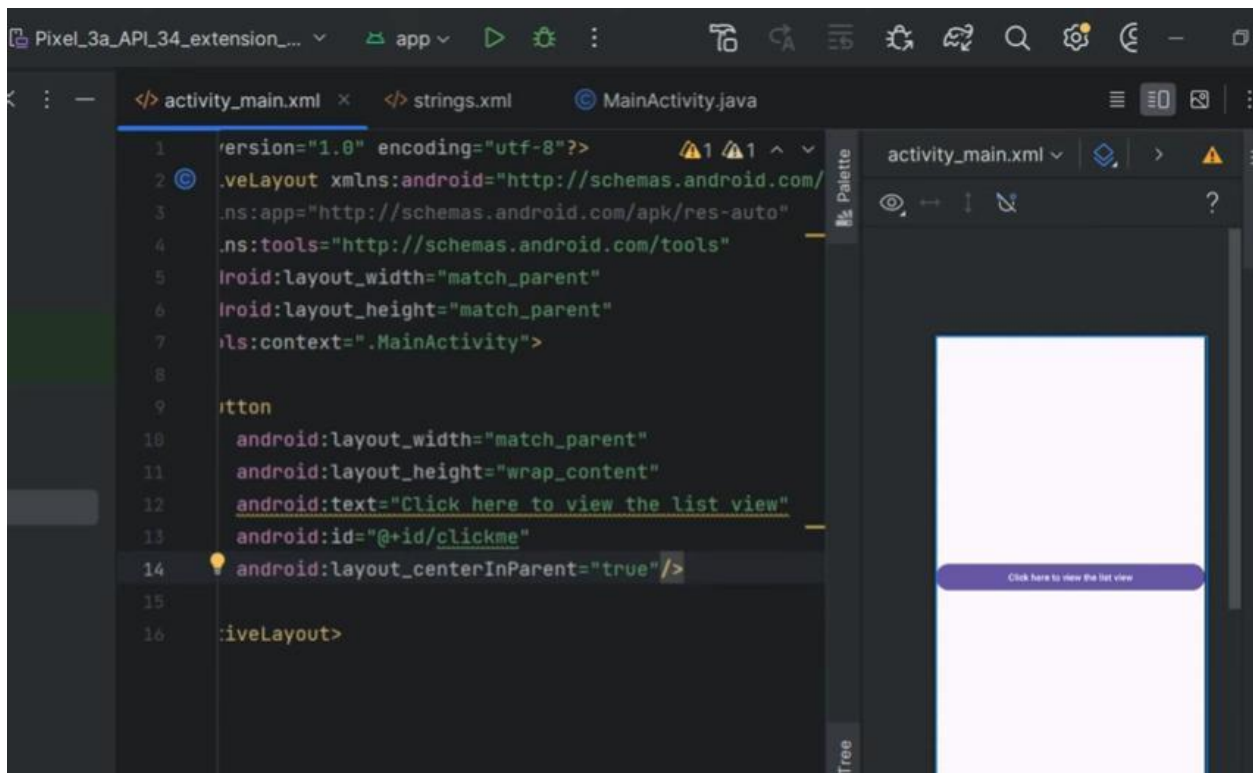 Pixel_3a_API_34_extension_... app
activity_main.xml strings.xml MainActivity.java
1 version="1.0" encoding="utf-8"?> 1 1
2 .veLayout xmlns:android="http://schemas.android.com/
3 .ns:app="http://schemas.android.com/apk/res-auto"
4 .ns:tools="http://schemas.android.com/tools"
5 droid:layout_width="match_parent"
6 droid:layout_height="match_parent"
7 ls:context=".MainActivity">
8
9 tton
10 android:layout_width="match_parent"
11 android:layout_height="wrap_content"
12 android:text="Click here to view the list view"
13 android:id="@+id/clickme"
14 android:layout_centerInParent="true"/>
15
16 :iveLayout>
Palette
Tree
activity_main.xml
?
Click here to view the list view